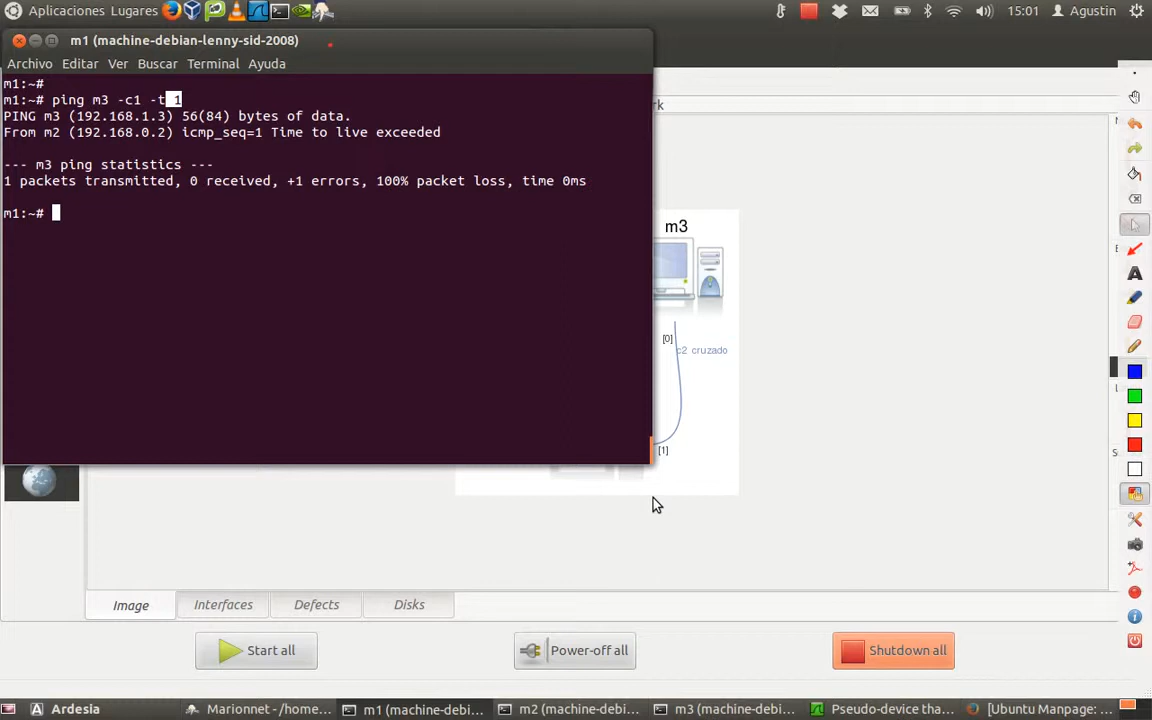 Aplicaciones Lugares 15:01 Agustin
m1 (machine-debian-lenny-sid-2008)
Archivo Editar Ver Buscar Terminal Ayuda
m1:~#
m1:~# ping m3 -c1 -t 1
PING m3 (192.168.1.3) 56(84) bytes of data.
From m2 (192.168.0.2) icmp_seq=1 Time to live exceeded
--- m3 ping statistics ---
1 packets transmitted, 0 received, +1 errors, 100% packet loss, time 0ms
m1:~#
rk
m3
[0]
c2 cruzado
[1]
Image Interfaces Defects Disks
Start all Power-off all Shutdown all
Ardesia Marionnet - /home... m1 (machine-debi... m2 (machine-debi... m3 (machine-debi... Pseudo-device tha... [Ubuntu Manpage: ...